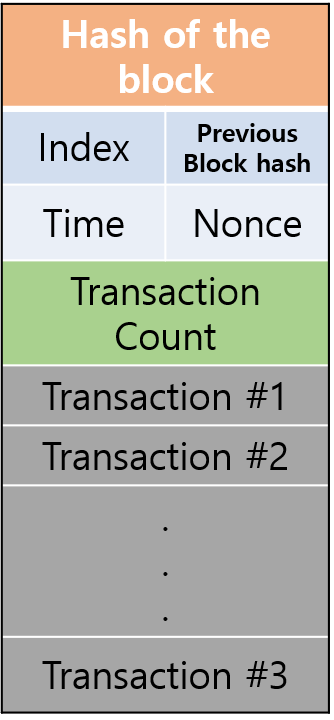 Hash of the
block
Index
Previous
Block hash
Time
Nonce
Transaction
Count
Transaction #1
Transaction #2
.
.
.
Transaction #3